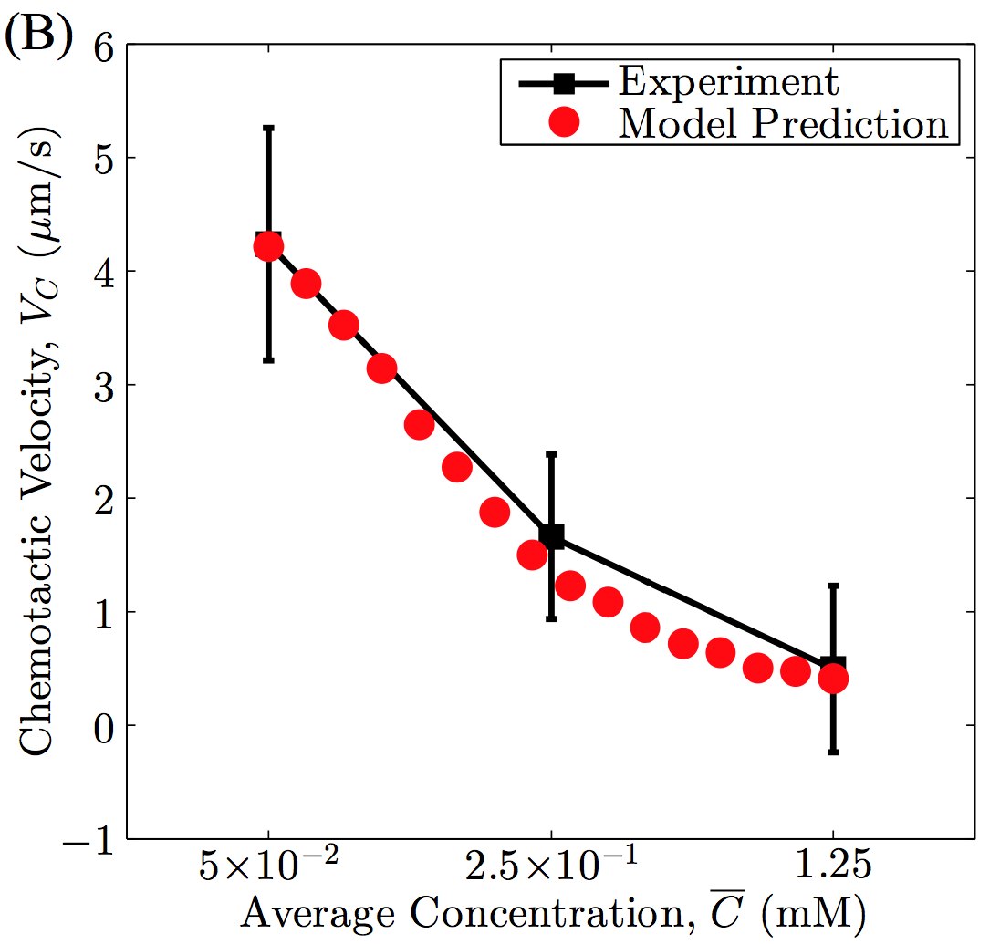 (B)
6
5
4
3
2
1
0
−1
Chemotactic Velocity, V_C (μm/s)
Experiment
Model Prediction
5×10⁻² 2.5×10⁻¹ 1.25
Average Concentration, C̅ (mM)